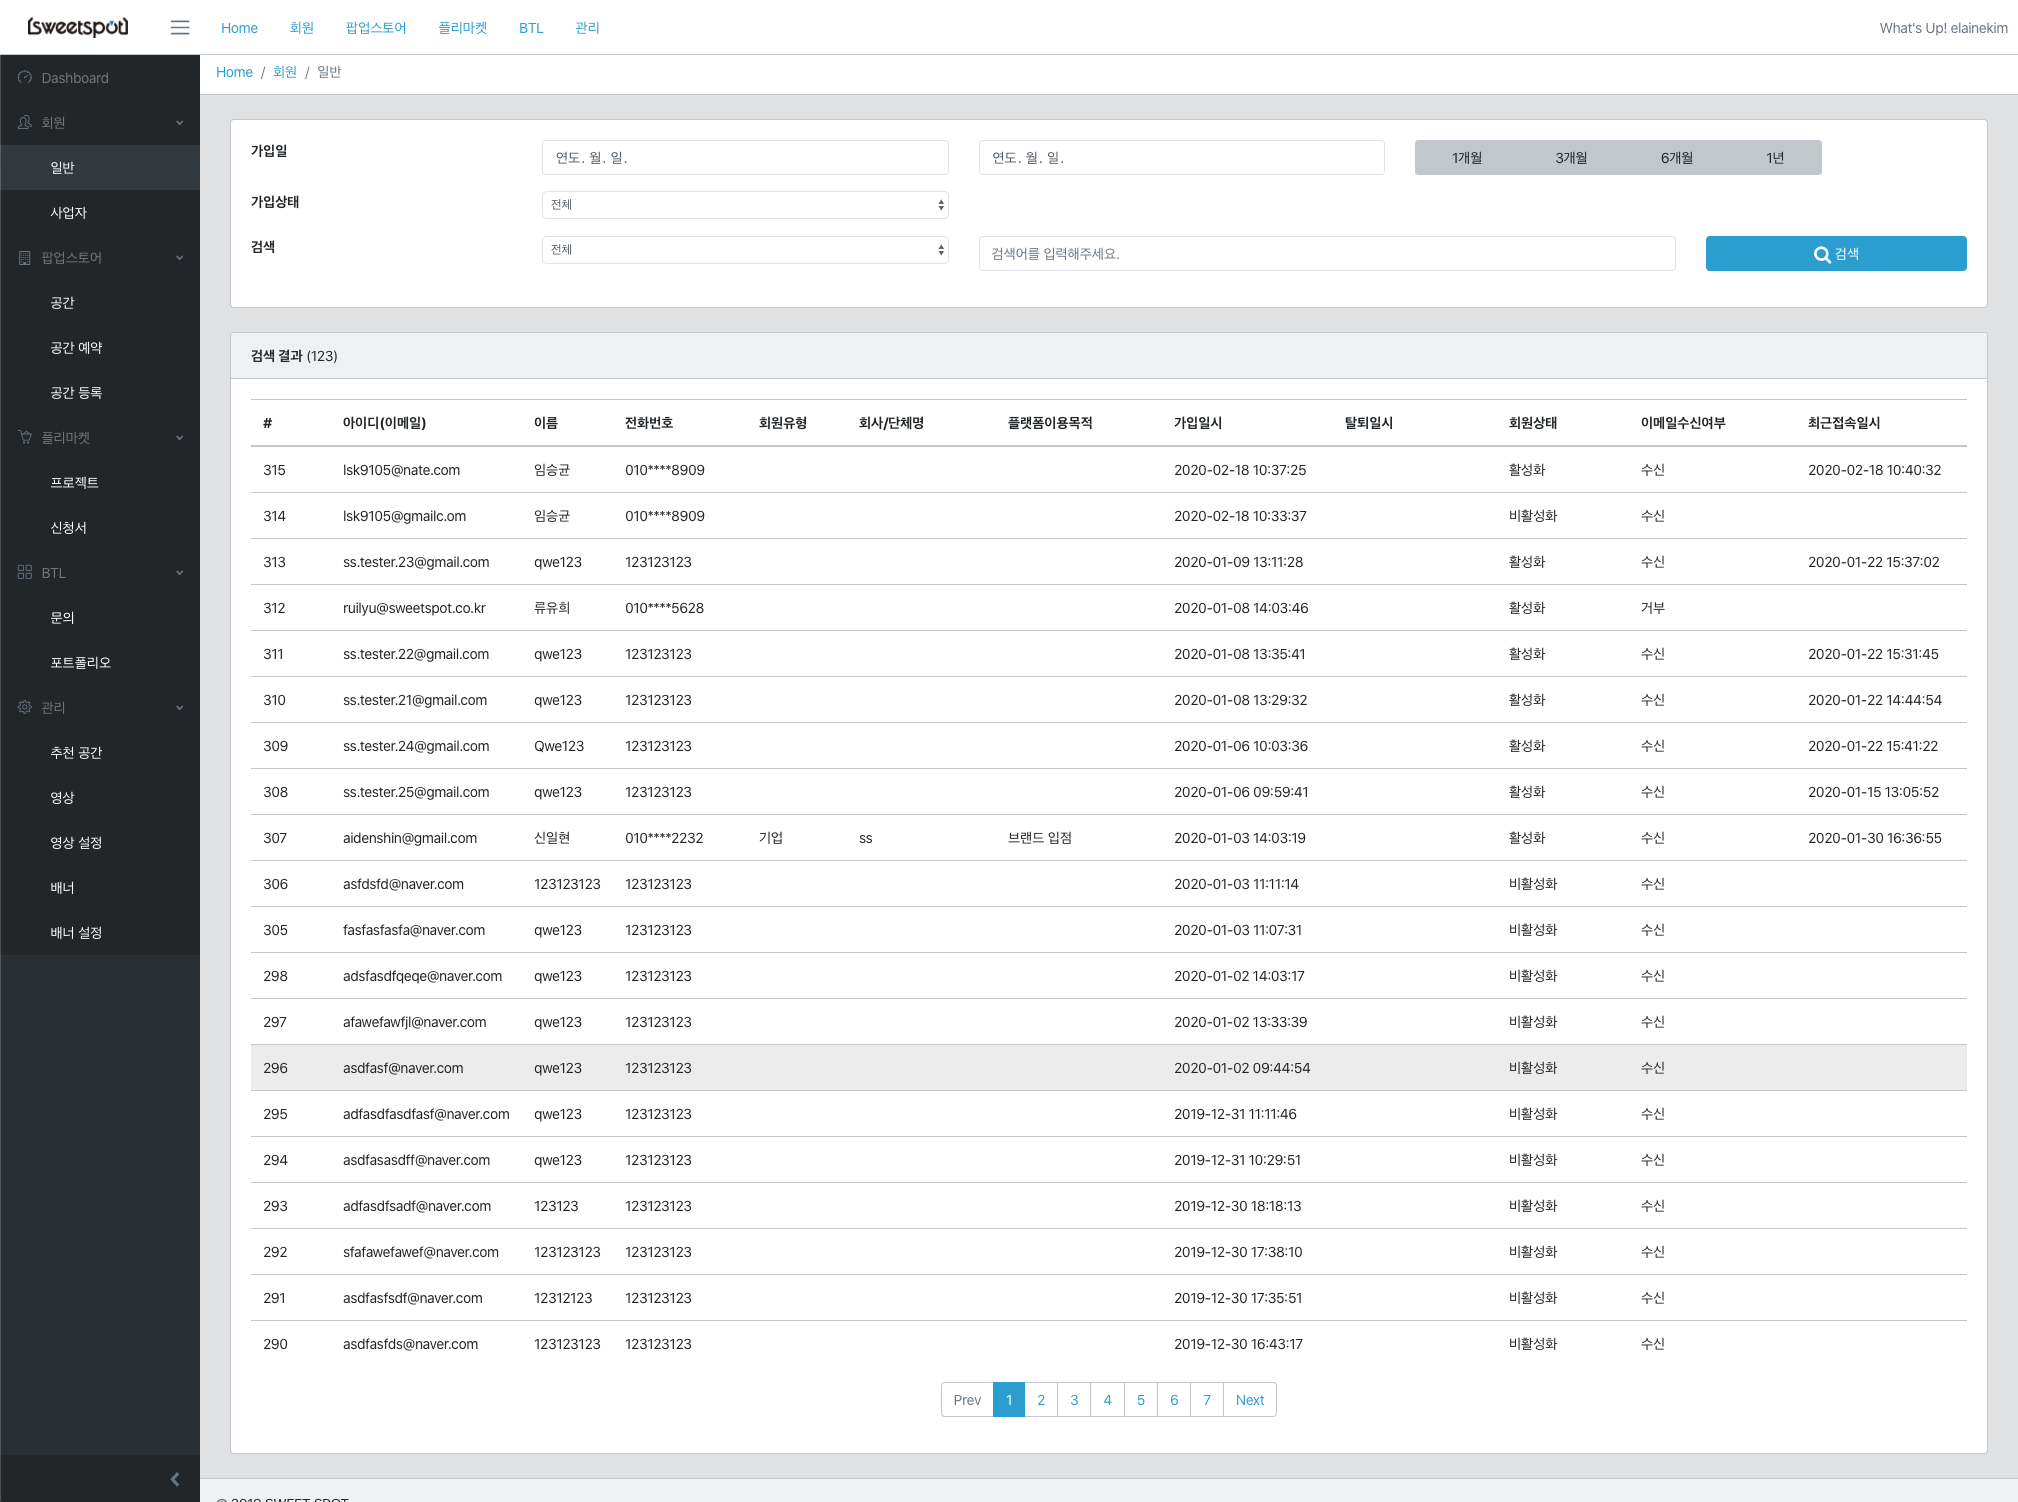 sweetspot Home 회원 팝업스토어 플리마켓 BTL 관리 What's Up! elainekim
Home / 회원 / 일반
Dashboard
회원
일반
사업자
팝업스토어
공간
공간 예약
공간 등록
플리마켓
프로젝트
신청서
BTL
문의
포트폴리오
관리
추천 공간
영상
영상 설정
배너
배너 설정
가입일 연도. 월. 일. 연도. 월. 일. 1개월 3개월 6개월 1년
가입상태 전체
검색 전체 검색어를 입력해주세요. 검색
검색 결과 (123)
# 아이디(이메일) 이름 전화번호 회원유형 회사/단체명 플랫폼이용목적 가입일시 탈퇴일시 회원상태 이메일수신여부 최근접속일시
315 lsk9105@nate.com 임승균 010****8909 2020-02-18 10:37:25 활성화 수신 2020-02-18 10:40:32
314 lsk9105@gmailc.om 임승균 010****8909 2020-02-18 10:33:37 비활성화 수신
313 ss.tester.23@gmail.com qwe123 123123123 2020-01-09 13:11:28 활성화 수신 2020-01-22 15:37:02
312 ruilyu@sweetspot.co.kr 류유희 010****5628 2020-01-08 14:03:46 활성화 거부
311 ss.tester.22@gmail.com qwe123 123123123 2020-01-08 13:35:41 활성화 수신 2020-01-22 15:31:45
310 ss.tester.21@gmail.com qwe123 123123123 2020-01-08 13:29:32 활성화 수신 2020-01-22 14:44:54
309 ss.tester.24@gmail.com Qwe123 123123123 2020-01-06 10:03:36 활성화 수신 2020-01-22 15:41:22
308 ss.tester.25@gmail.com qwe123 123123123 2020-01-06 09:59:41 활성화 수신 2020-01-15 13:05:52
307 aidenshin@gmail.com 신일현 010****2232 기업 ss 브랜드 입점 2020-01-03 14:03:19 활성화 수신 2020-01-30 16:36:55
306 asfdsfd@naver.com 123123123 123123123 2020-01-03 11:11:14 비활성화 수신
305 fasfasfasfa@naver.com qwe123 123123123 2020-01-03 11:07:31 비활성화 수신
298 adsfasdfqeqe@naver.com qwe123 123123123 2020-01-02 14:03:17 비활성화 수신
297 afawefawfjl@naver.com qwe123 123123123 2020-01-02 13:33:39 비활성화 수신
296 asdfasf@naver.com qwe123 123123123 2020-01-02 09:44:54 비활성화 수신
295 adfasdfasdfasf@naver.com qwe123 123123123 2019-12-31 11:11:46 비활성화 수신
294 asdfasasdff@naver.com qwe123 123123123 2019-12-31 10:29:51 비활성화 수신
293 adfasdfsadf@naver.com 123123 123123123 2019-12-30 18:18:13 비활성화 수신
292 sfafawefawef@naver.com 123123123 123123123 2019-12-30 17:38:10 비활성화 수신
291 asdfasfsdf@naver.com 12312123 123123123 2019-12-30 17:35:51 비활성화 수신
290 asdfasfds@naver.com 123123123 123123123 2019-12-30 16:43:17 비활성화 수신
Prev 1 2 3 4 5 6 7 Next
© 2019 SWEET SPOT